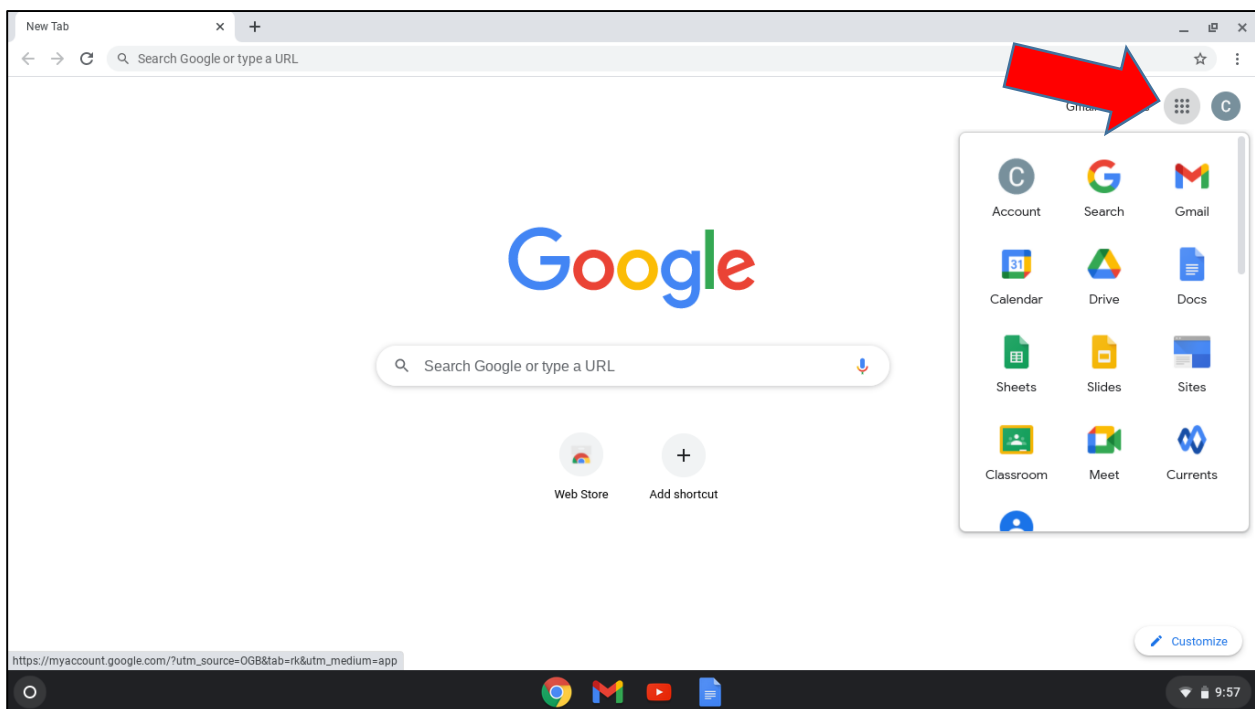 New Tab
Search Google or type a URL
C
Google
Search Google or type a URL
Web Store
Add shortcut
C
Account
Search
Gmail
31
Calendar
Drive
Docs
Sheets
Slides
Sites
Classroom
Meet
Currents
Customize
https://myaccount.google.com/?utm_source=OGB&tab=rk&utm_medium=app
9:57